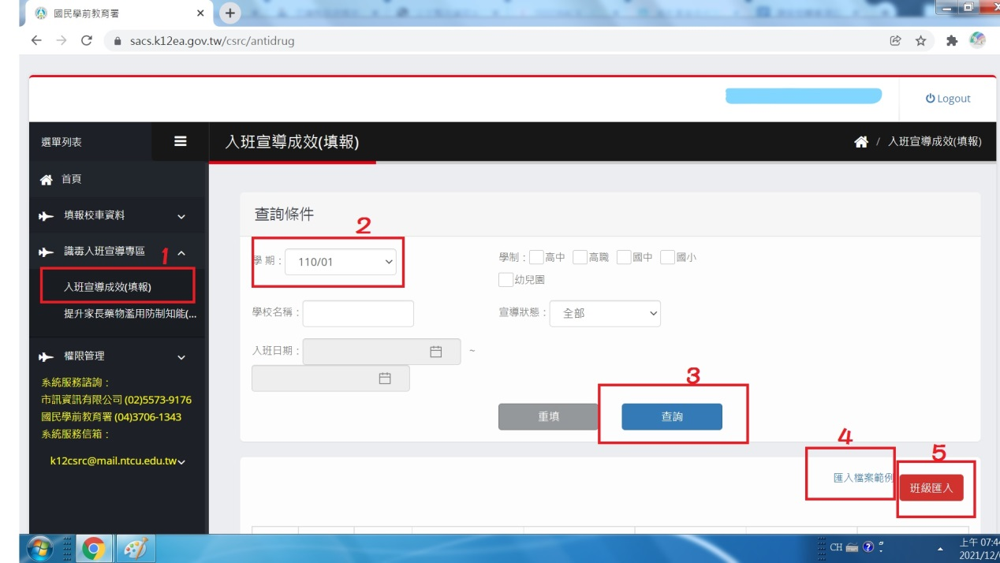 國民學前教育署
sacs.k12ea.gov.tw/csrc/antidrug
Logout
選單列表
入班宣導成效(填報)
/ 入班宣導成效(填報)
首頁
填報校車資料
識毒入班宣導專區
1
入班宣導成效(填報)
提升家長藥物濫用防制知能(...
權限管理
系統服務諮詢：
市訊資訊有限公司 (02)5573-9176
國民學前教育署 (04)3706-1343
系統服務信箱：
k12csrc@mail.ntcu.edu.tw
查詢條件
2
學期： 110/01
學制： 高中 高職 國中 國小
幼兒園
學校名稱：
宣導狀態： 全部
入班日期： ~
3
重填
查詢
4
匯入檔案範例
5
班級匯入
CH
上午 07:44
2021/12/